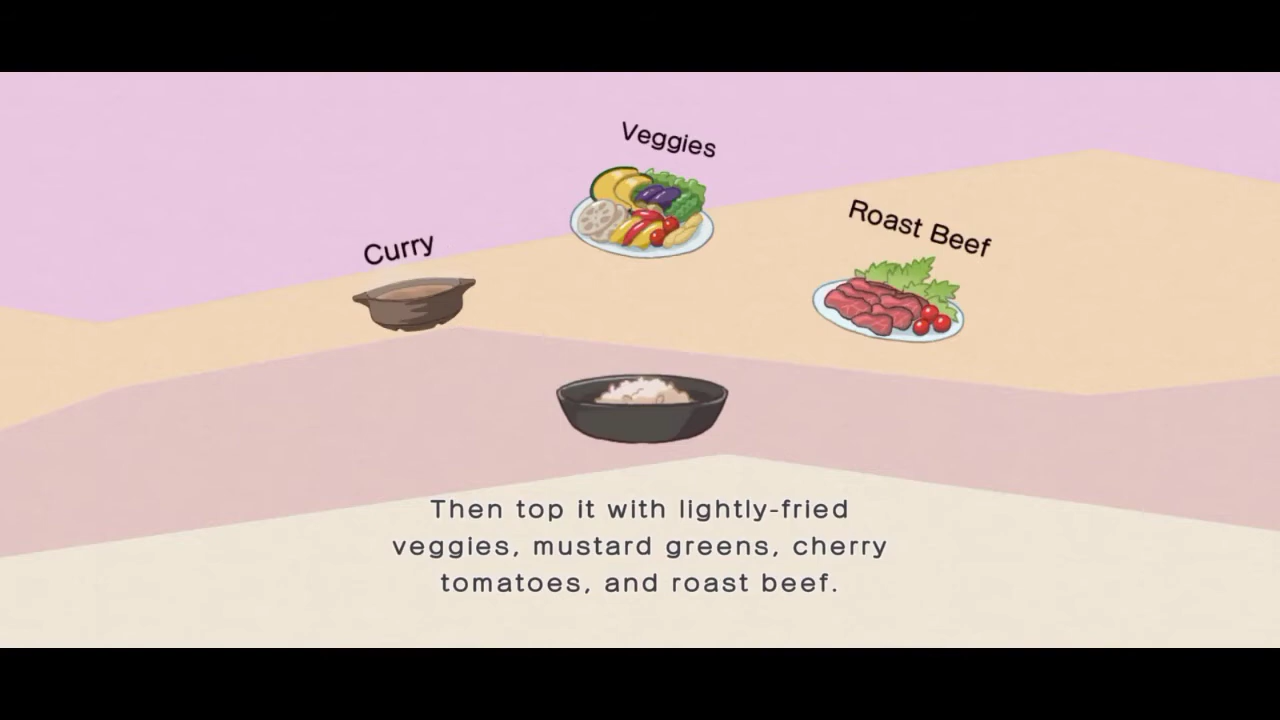 Veggies
Roast Beef
Curry
Then top it with lightly-fried
veggies, mustard greens, cherry
tomatoes, and roast beef.